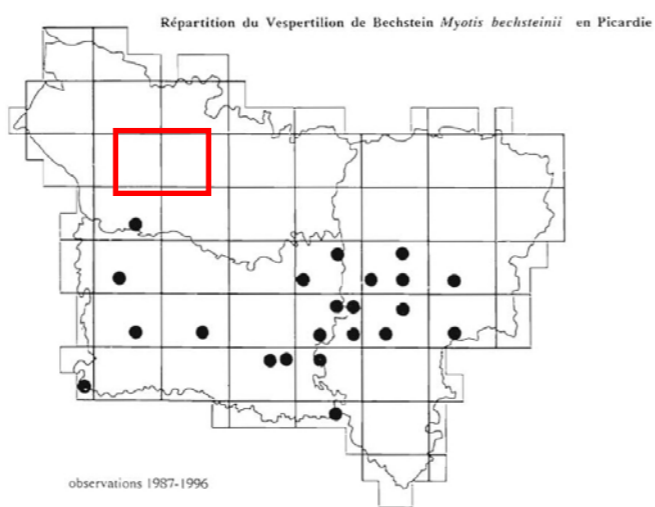 Répartition du Vespertilion de Bechstein Myotis bechsteinii en Picardie
observations 1987-1996